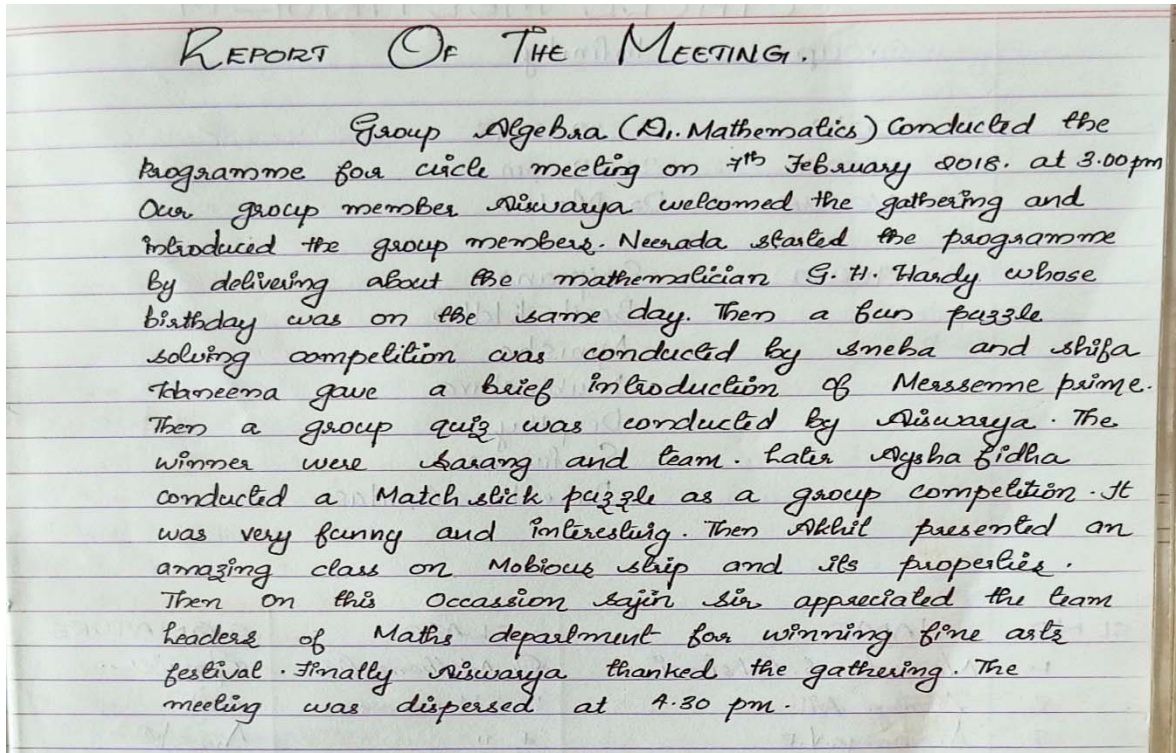 REPORT OF THE MEETING.
Group Algebra (D1. Mathematics) Conducted the
Programme for circle meeting on 7th February 2018. at 3.00pm
Our group member Aiswarya welcomed the gathering and
introduced the group members. Neerada started the programme
by delivering about the mathematician G. H. Hardy whose
birthday was on the same day. Then a fun puzzle
solving competition was conducted by Sneha and Shifa
Thaneena gave a brief introduction of Merssenne prime.
Then a group quiz was conducted by Aiswarya. The
winner were Sarang and team. Later Aysha fidha
conducted a Match stick puzzle as a group competition. It
was very funny and interesting. Then Akhil presented an
amazing class on Mobious strip and its properties.
Then on this Occassion Sajin Sir appreciated the team
leaders of Maths department for winning fine arts
festival. Finally Aiswarya thanked the gathering. The
meeting was dispersed at 4.30 pm.